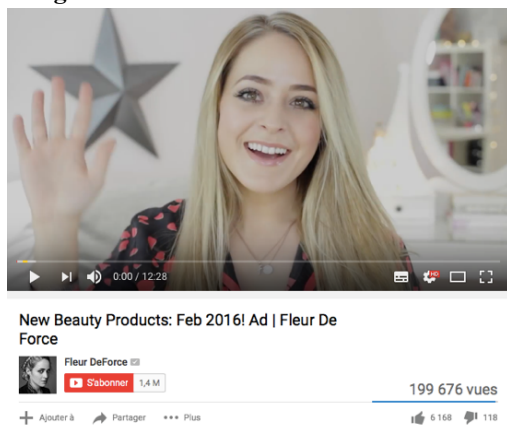 0:00 / 12:28
HD
New Beauty Products: Feb 2016! Ad | Fleur De
Force
Fleur DeForce
S'abonner 1,4 M
199 676 vues
Ajouter à Partager Plus
6 168 118